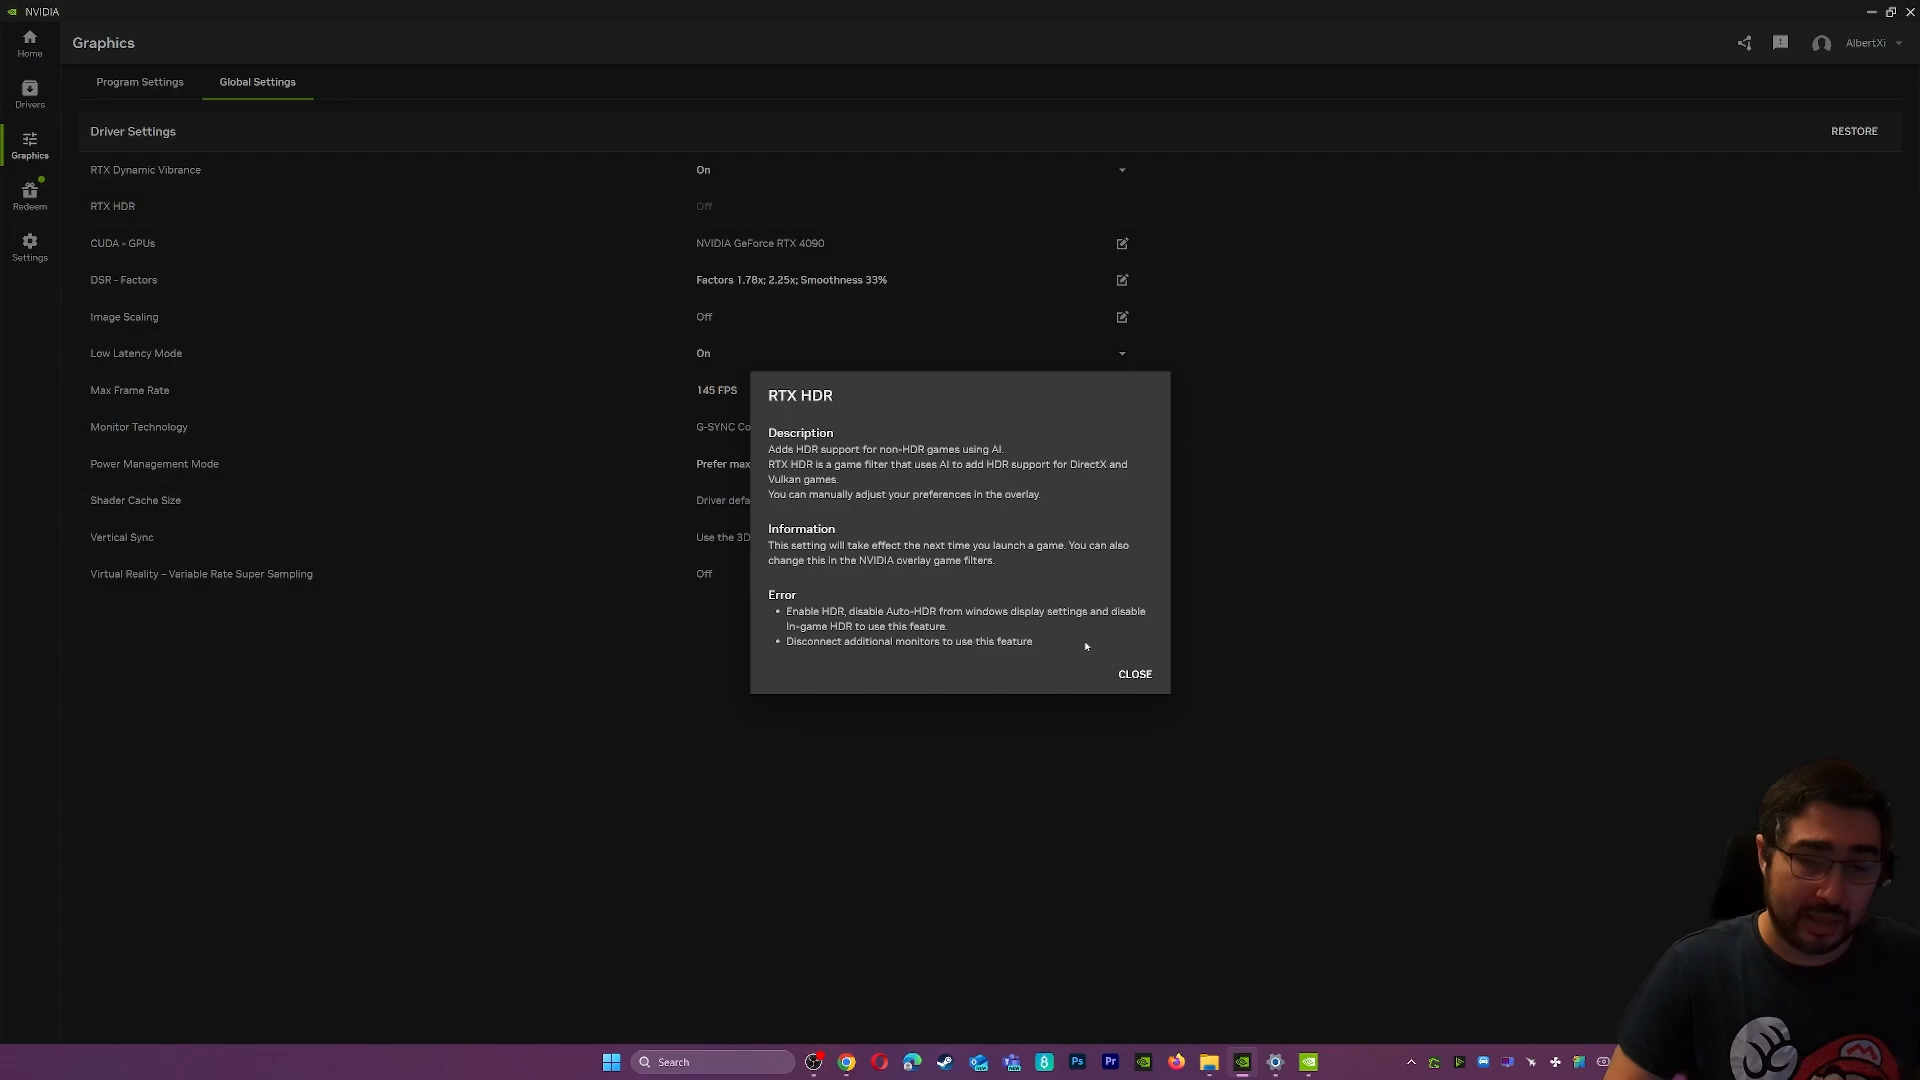 NVIDIA
Home
Graphics
AlbertXi
Program Settings
Global Settings
Drivers
Driver Settings
RESTORE
Graphics
RTX Dynamic Vibrance
On
RTX HDR
Off
Redeem
CUDA - GPUs
NVIDIA GeForce RTX 4090
Settings
DSR - Factors
Factors 1.78x; 2.25x; Smoothness 33%
Image Scaling
Off
Low Latency Mode
On
Max Frame Rate
145 FPS
Monitor Technology
G-SYNC Co
Power Management Mode
Prefer max
Shader Cache Size
Driver defa
Vertical Sync
Use the 3D
Virtual Reality – Variable Rate Super Sampling
Off
RTX HDR
Description
Adds HDR support for non-HDR games using AI.
RTX HDR is a game filter that uses AI to add HDR support for DirectX and
Vulkan games.
You can manually adjust your preferences in the overlay.
Information
This setting will take effect the next time you launch a game. You can also
change this in the NVIDIA overlay game filters.
Error
• Enable HDR, disable Auto-HDR from windows display settings and disable
In-game HDR to use this feature.
• Disconnect additional monitors to use this feature
CLOSE
Search
NEW
NEW
8
Ps
Pr
M